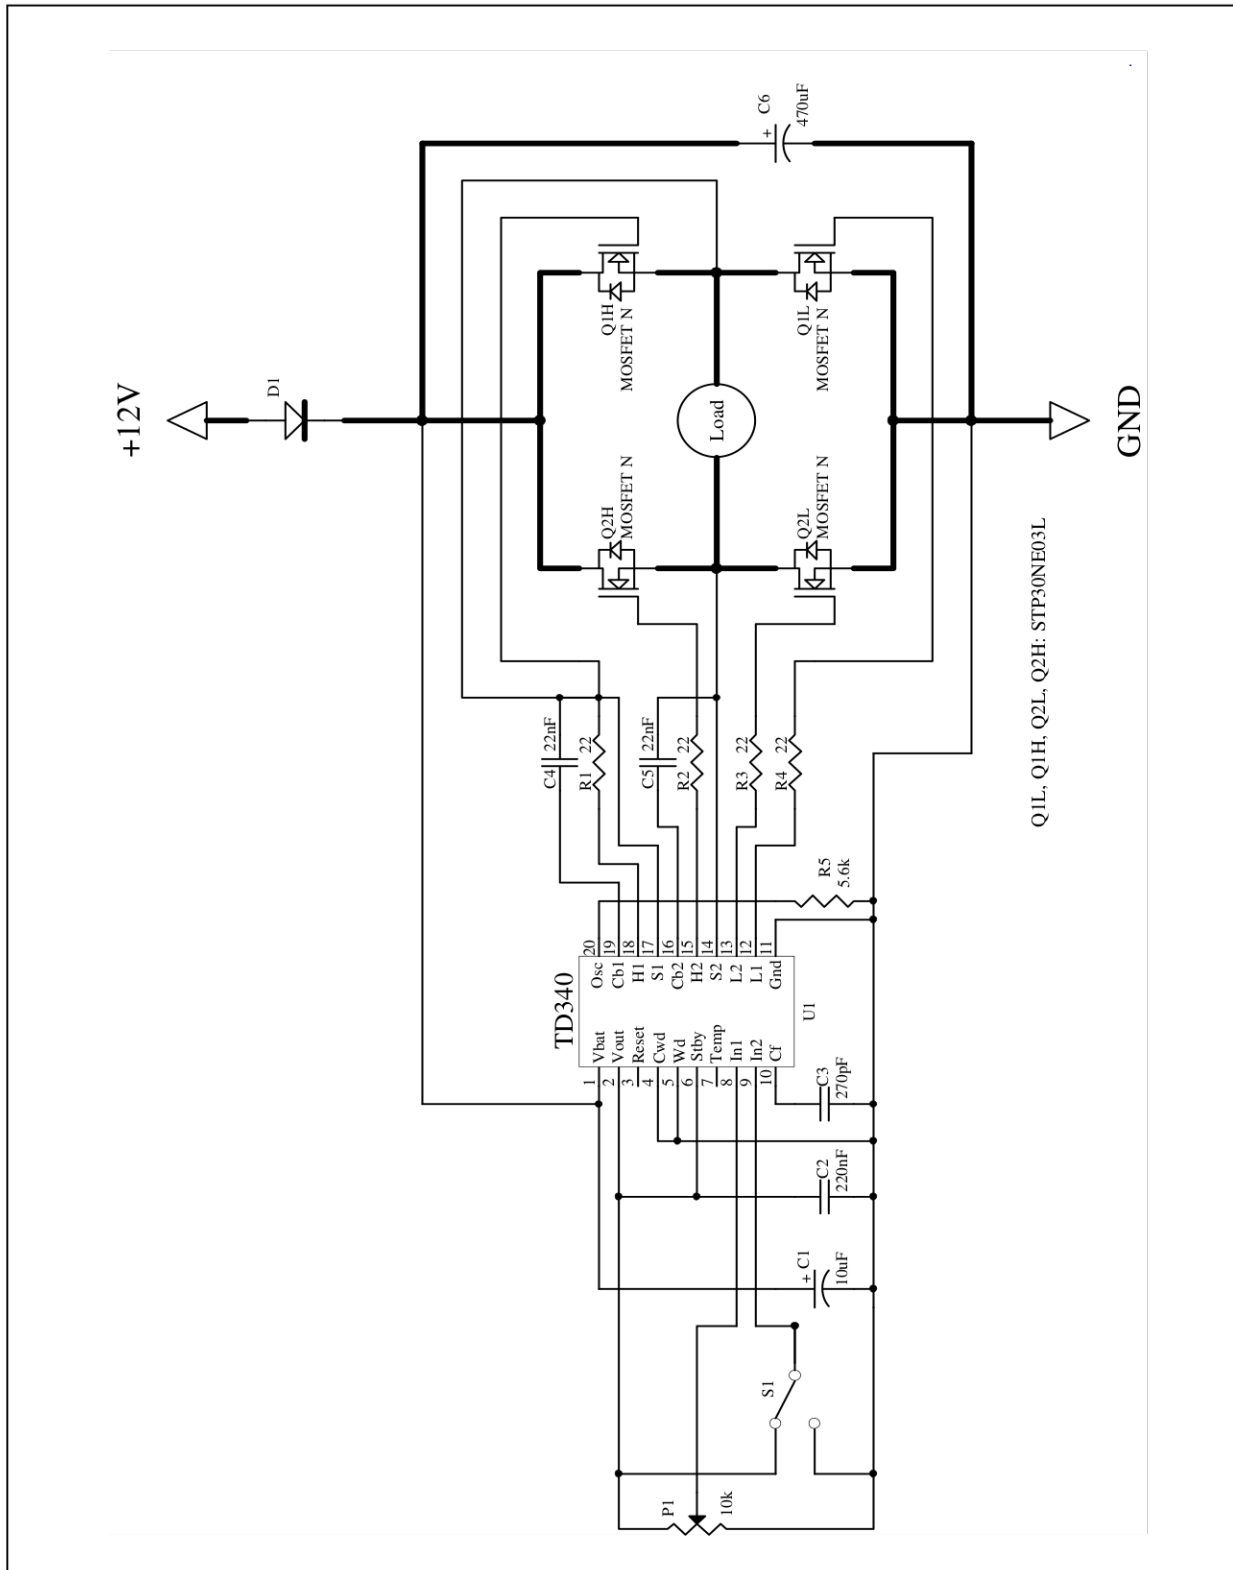 C6
470uF
+12V
D1
Q1H
MOSFET N
Q1L
MOSFET N
Load
GND
Q2H
MOSFET N
Q2L
MOSFET N
Q1L, Q1H, Q2L, Q2H: STP30NE03L
C4 22nF
R1 22
C5 22nF
R2 22
R3 22
R4 22
R5
5.6k
TD340
20 Osc
19 Cb1
18 H1
17 S1
16 Cb2
15 H2
14 S2
13 L2
12 L1
11 Gnd
U1
Vbat 1
Vout 2
Reset 3
Cwd 4
Wd 5
Stby 6
Temp 7
In1 8
In2 9
Cf 10
C3
270pF
C2
220nF
+ C1
10uF
S1
P1
10k